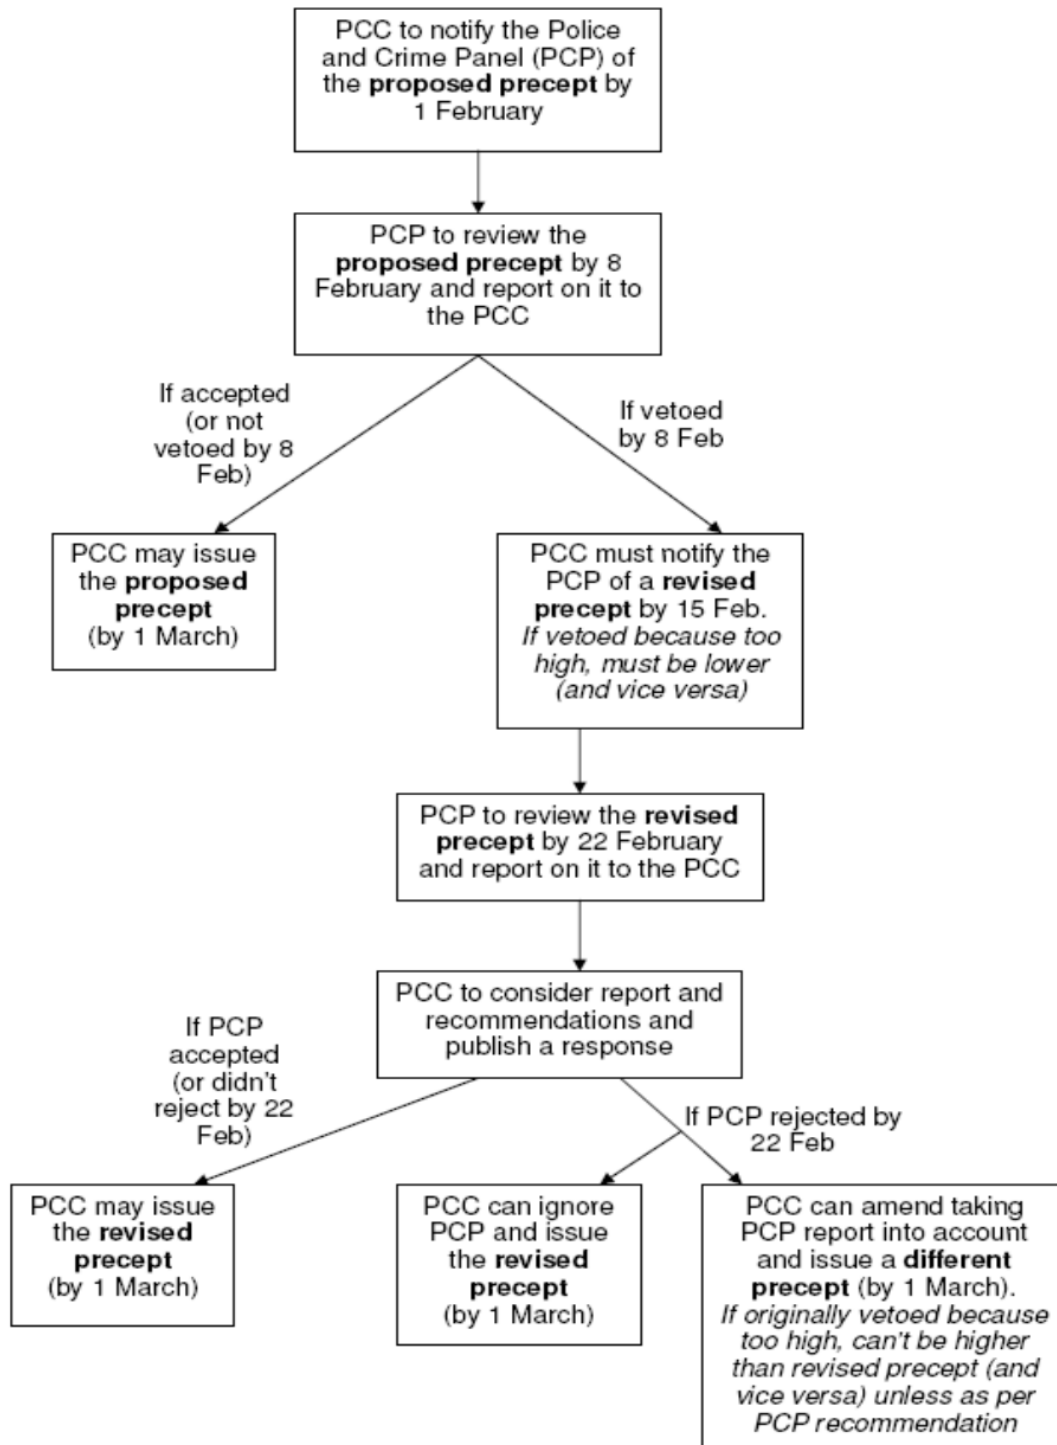 PCC to notify the Police
and Crime Panel (PCP) of
the proposed precept by
1 February
PCP to review the
proposed precept by 8
February and report on it to
the PCC
If accepted
(or not
vetoed by 8
Feb)
If vetoed
by 8 Feb
PCC may issue
the proposed
precept
(by 1 March)
PCC must notify the
PCP of a revised
precept by 15 Feb.
If vetoed because too
high, must be lower
(and vice versa)
PCP to review the revised
precept by 22 February
and report on it to the PCC
PCC to consider report and
recommendations and
publish a response
If PCP
accepted
(or didn't
reject by 22
Feb)
If PCP rejected by
22 Feb
PCC may issue
the revised
precept
(by 1 March)
PCC can ignore
PCP and issue
the revised
precept
(by 1 March)
PCC can amend taking
PCP report into account
and issue a different
precept (by 1 March).
If originally vetoed because
too high, can't be higher
than revised precept (and
vice versa) unless as per
PCP recommendation